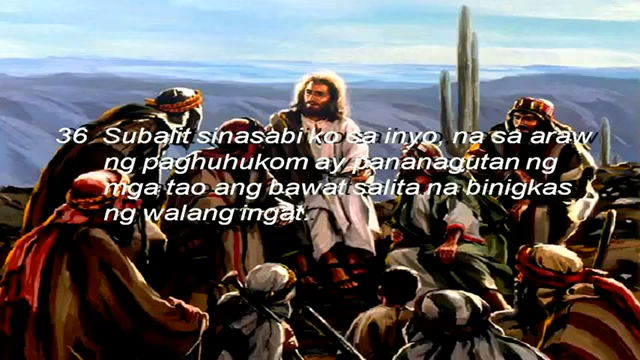 36 Subalit sinasabi ko sa inyo, na sa araw
ng paghuhukom ay pananagutan ng
mga tao ang bawat salita na binigkas
ng walang ingat.